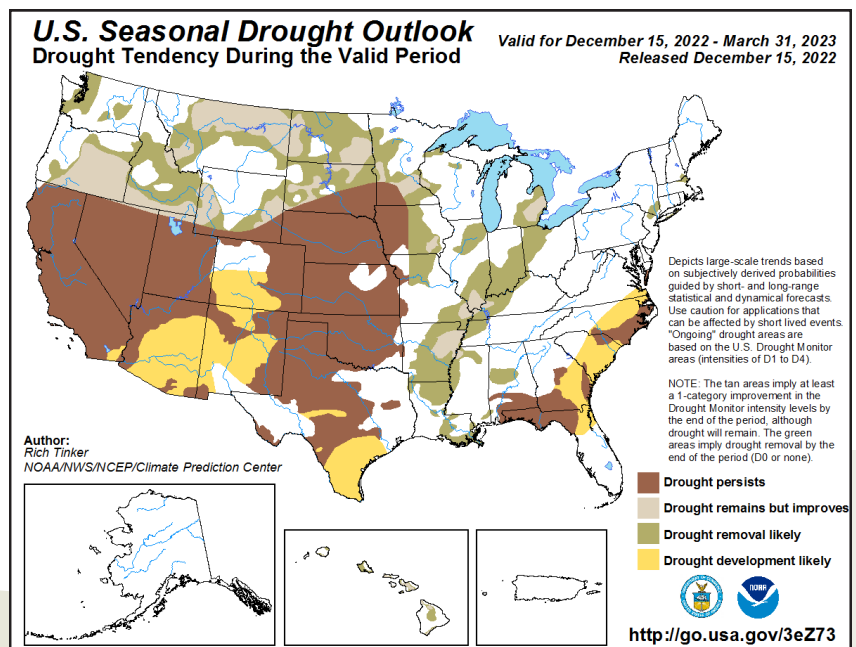 U.S. Seasonal Drought Outlook
Drought Tendency During the Valid Period
Valid for December 15, 2022 - March 31, 2023
Released December 15, 2022
Depicts large-scale trends based
on subjectively derived probabilities
guided by short- and long-range
statistical and dynamical forecasts.
Use caution for applications that
can be affected by short lived events.
"Ongoing" drought areas are
based on the U.S. Drought Monitor
areas (intensities of D1 to D4).
NOTE: The tan areas imply at least
a 1-category improvement in the
Drought Monitor intensity levels by
the end of the period, although
drought will remain. The green
areas imply drought removal by the
end of the period (D0 or none).
Author:
Rich Tinker
NOAA/NWS/NCEP/Climate Prediction Center
Drought persists
Drought remains but improves
Drought removal likely
Drought development likely
NOAA
http://go.usa.gov/3eZ73